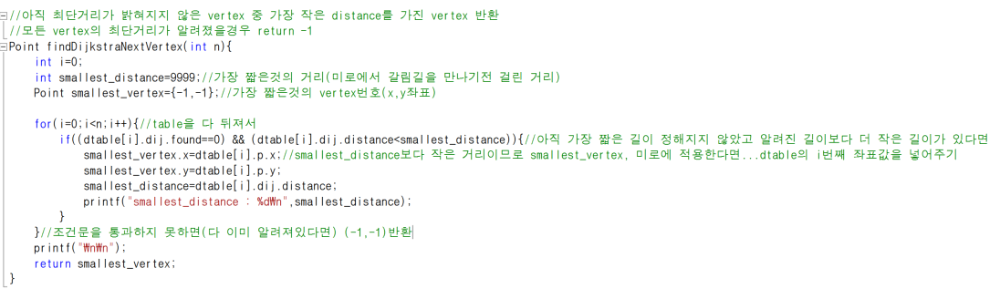 //아직 최단거리가 밝혀지지 않은 vertex 중 가장 작은 distance를 가진 vertex 반환
//모든 vertex의 최단거리가 알려졌을경우 return -1
Point findDijkstraNextVertex(int n){
    int i=0;
    int smallest_distance=9999;//가장 짧은것의 거리(미로에서 갈림길을 만나기전 걸린 거리)
    Point smallest_vertex={-1,-1};//가장 짧은것의 vertex번호(x,y좌표)

    for(i=0;i<n;i++){//table을 다 뒤져서
        if((dtable[i].dij.found==0) && (dtable[i].dij.distance<smallest_distance)){//아직 가장 짧은 길이 정해지지 않았고 알려진 길이보다 더 작은 길이가 있다면
            smallest_vertex.x=dtable[i].p.x;//smallest_distance보다 작은 거리이므로 smallest_vertex, 미로에 적용한다면...dtable의 i번째 좌표값을 넣어주기
            smallest_vertex.y=dtable[i].p.y;
            smallest_distance=dtable[i].dij.distance;
            printf("smallest_distance : %d₩n",smallest_distance);
        }
    }//조건문을 통과하지 못하면(다 이미 알려져있다면) (-1,-1)반환
    printf("₩n₩n");
    return smallest_vertex;
}